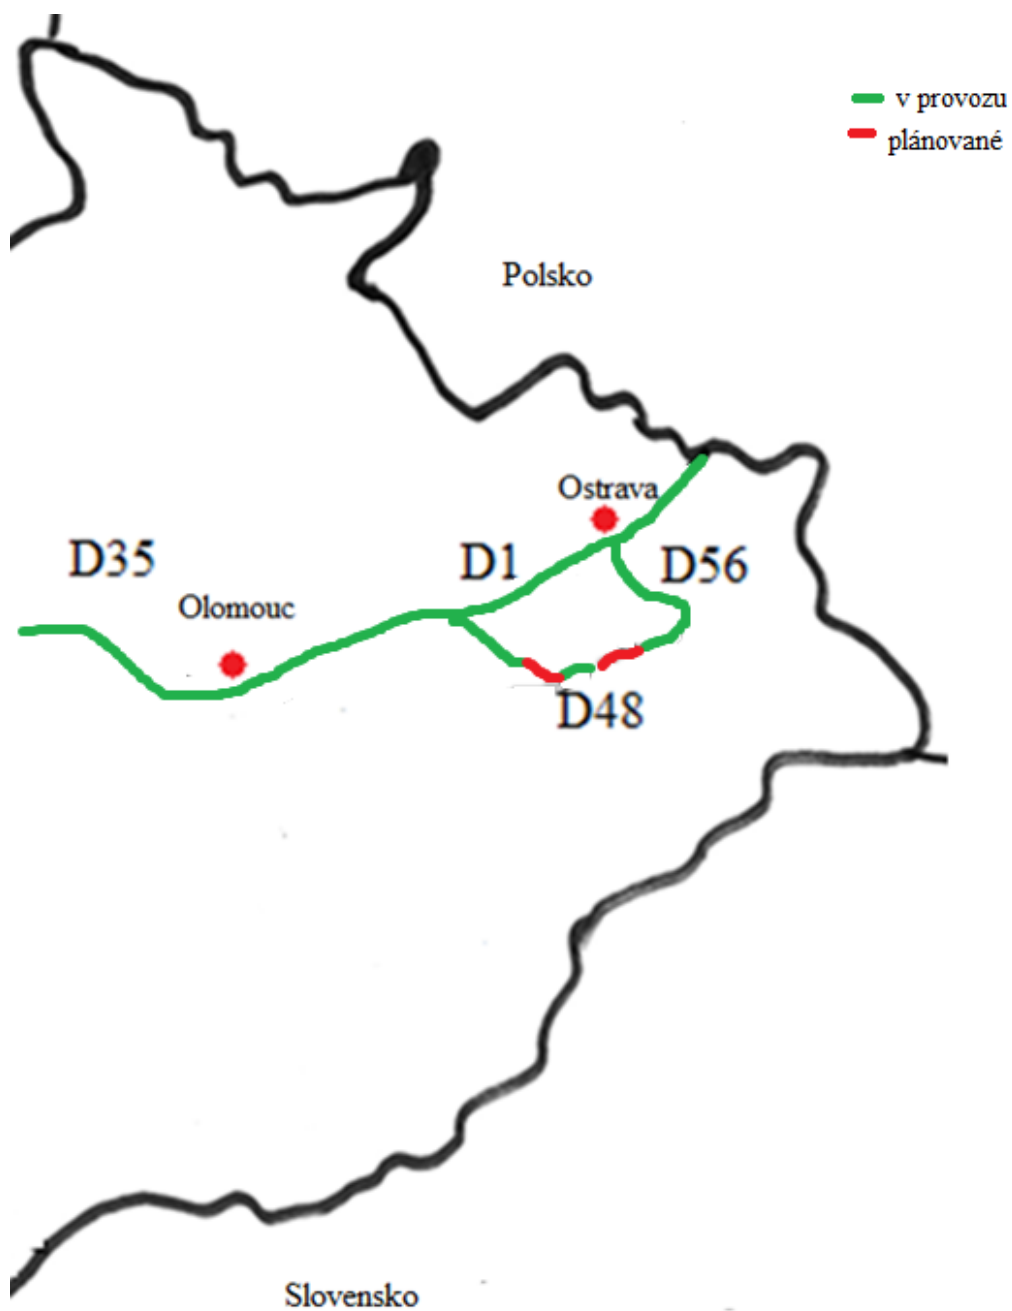 v provozu
plánované
Polsko
Ostrava
D35
D1
D56
Olomouc
D48
Slovensko